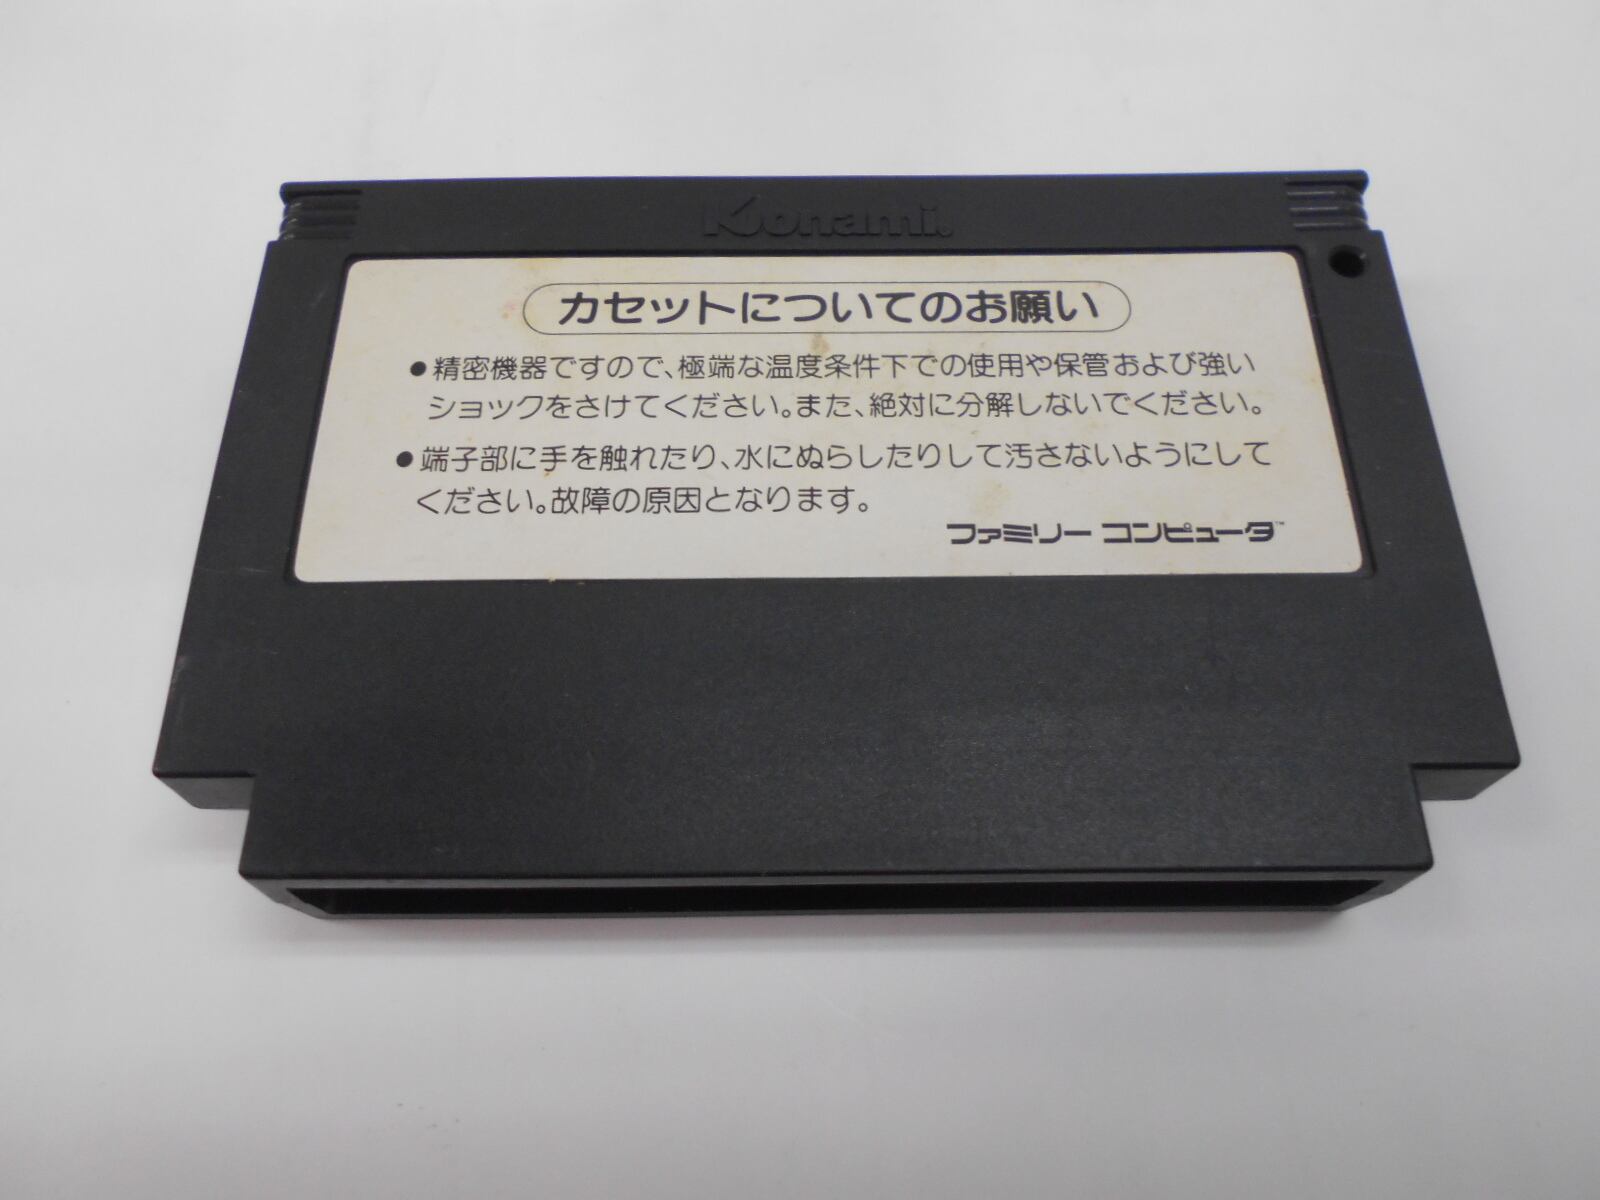 Konami®
カセットについてのお願い
●精密機器ですので、極端な温度条件下での使用や保管および強い
ショックをさけてください。また、絶対に分解しないでください。
●端子部に手を触れたり、水にぬらしたりして汚さないようにして
ください。故障の原因となります。
ファミリー コンピュータ™